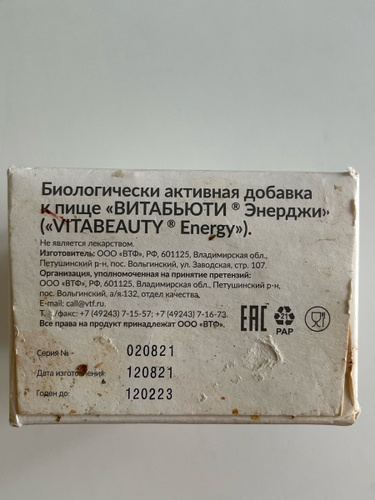 Биологически активная добавка
к пище «ВИТАБЬЮТИ ® Энерджи»
(«VITABEAUTY ® Energy»).
Не является лекарством.
Изготовитель: ООО «ВТФ», РФ, 601125, Владимирская обл.,
Петушинский р-н, пос. Вольгинский, ул. Заводская, стр. 107.
Организация, уполномоченная на принятие претензий:
ООО «ВТФ», РФ, 601125, Владимирская обл., Петушинский р-н,
пос. Вольгинский, а/я.132, отдел качества,
E-mail: call@vtf.ru.
/факс: +7 (49243) 7-15-57; +7 (49243) 7-16-73.
Все права на продукт принадлежат ООО «ВТФ».
EAC
21
PAP
Серия № - 020821
Дата изготовления: 120821
Годен до: 120223